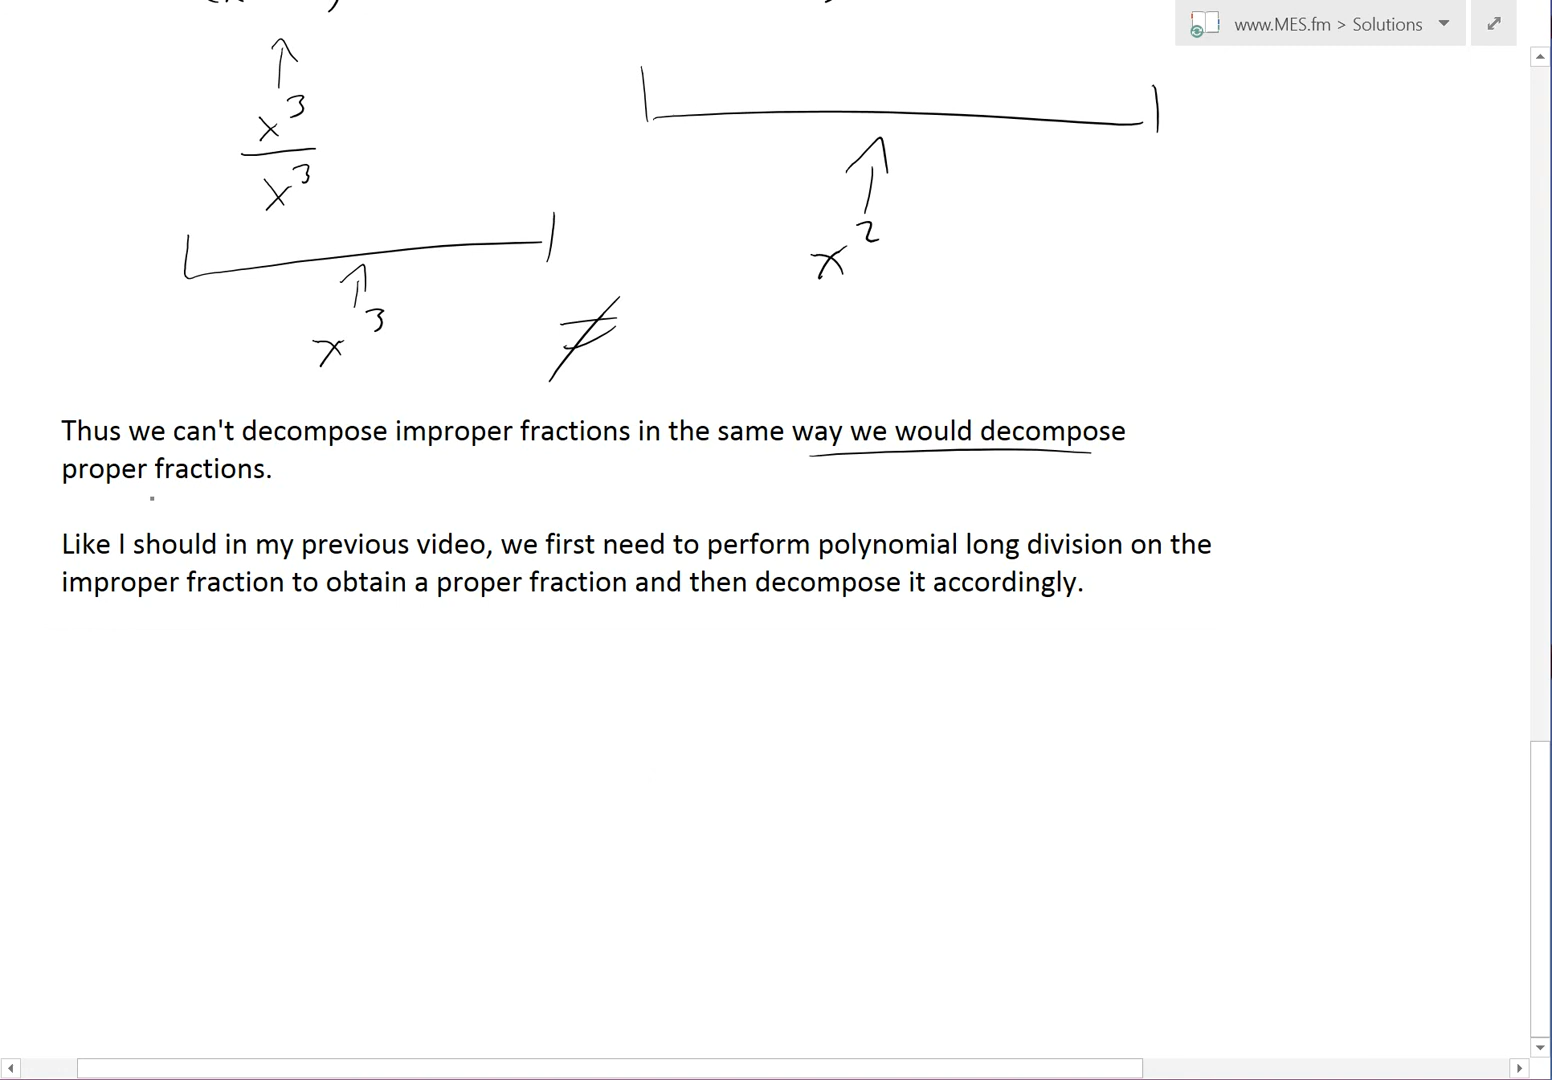 www.MES.fm > Solutions
x³
x³
x²
x³
≠
Thus we can't decompose improper fractions in the same way we would decompose
proper fractions.
Like I should in my previous video, we first need to perform polynomial long division on the
improper fraction to obtain a proper fraction and then decompose it accordingly.